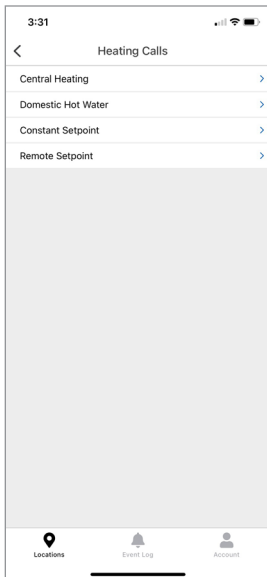 3:31
Heating Calls
Central Heating
Domestic Hot Water
Constant Setpoint
Remote Setpoint
Locations
Event Log
Account